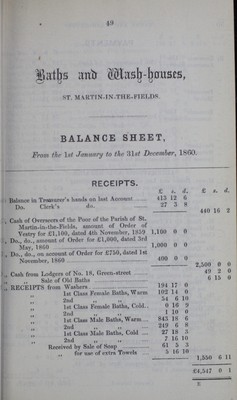 49
Baths and Wash-houses,
ST. MARTIN-IN-THE-FIELDS.
BALANCE SHEET,
From the 1st January to the 31st December, 1860.
RECEIPTS.
£ s. d. £ s. d.
Balance in Treasurer's hands on last Account 413 12 6
Do. Clerk's do. 27 3 8
440 16 2
Cash of Overseers of the Poor of the Parish of St.
Martin-in-the-Fields, amount of Order of
Vestry for £1,100, dated 4th November, 1859 1,100 0 0
Do., do., amount of Order for £1,000, dated 3rd
May, 1860 1,000 0 0
Do., do., on account of Order for £750, dated 1st
November, 1860 400 0 0
2,500 0 0
Cash from Lodgers of No. 16, Green-street 49 2 0
„ Sale of Old Baths 6 15 0
„ RECEIPTS from Washers 194 17 0
„ 1st Class Female Baths, Warm 102 14 0
„ 2nd „ „ 54 6 10
„ 1st Class Female Baths, Cold 0 16 9
„ 2nd „ „ 1 10 0
„ 1st Class Male Baths, Warm 843 18 6
„ 2nd „ „ 249 6 8
„ 1st Class Male Baths, Cold 27 18 3
„ 2nd „ „ 7 16 10
Received by Sale of Soap 61 5 3
„ for use of extra Towels 5 16 10
1,550 6 11
£4,547 0 1